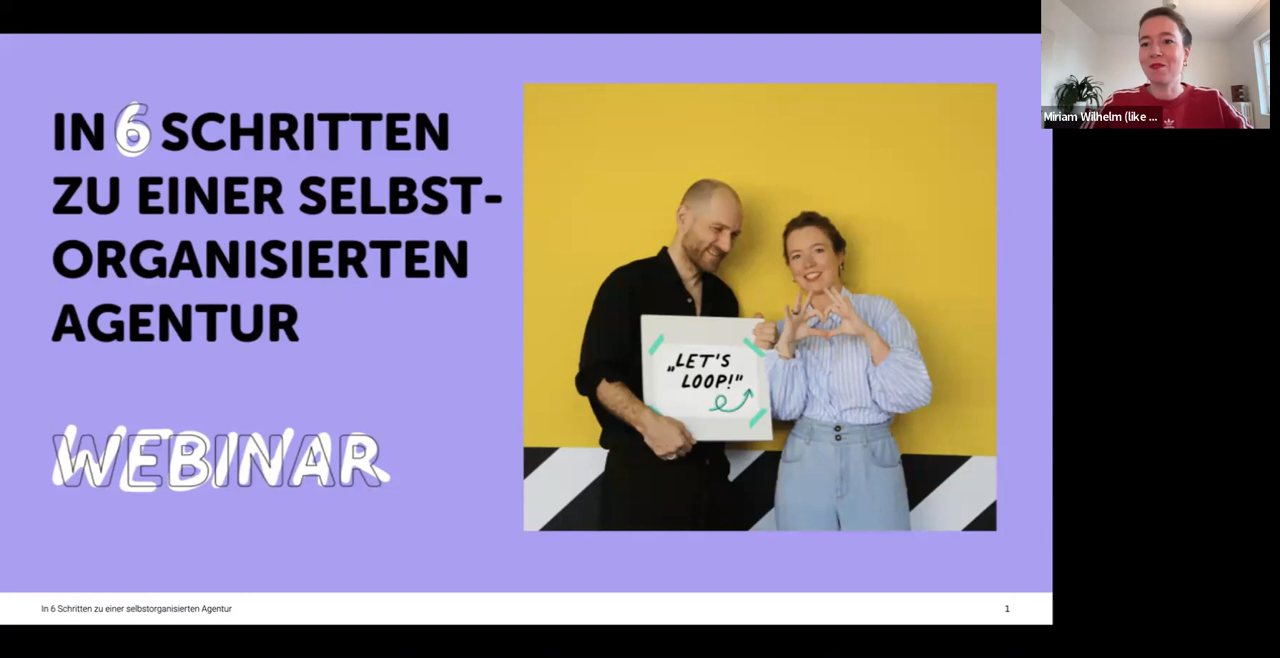 IN 6 SCHRITTEN
ZU EINER SELBST-
ORGANISIERTEN
AGENTUR
WEBINAR
„LET'S
LOOP!"
Miriam Wilhelm (like ...
In 6 Schritten zu einer selbstorganisierten Agentur
1